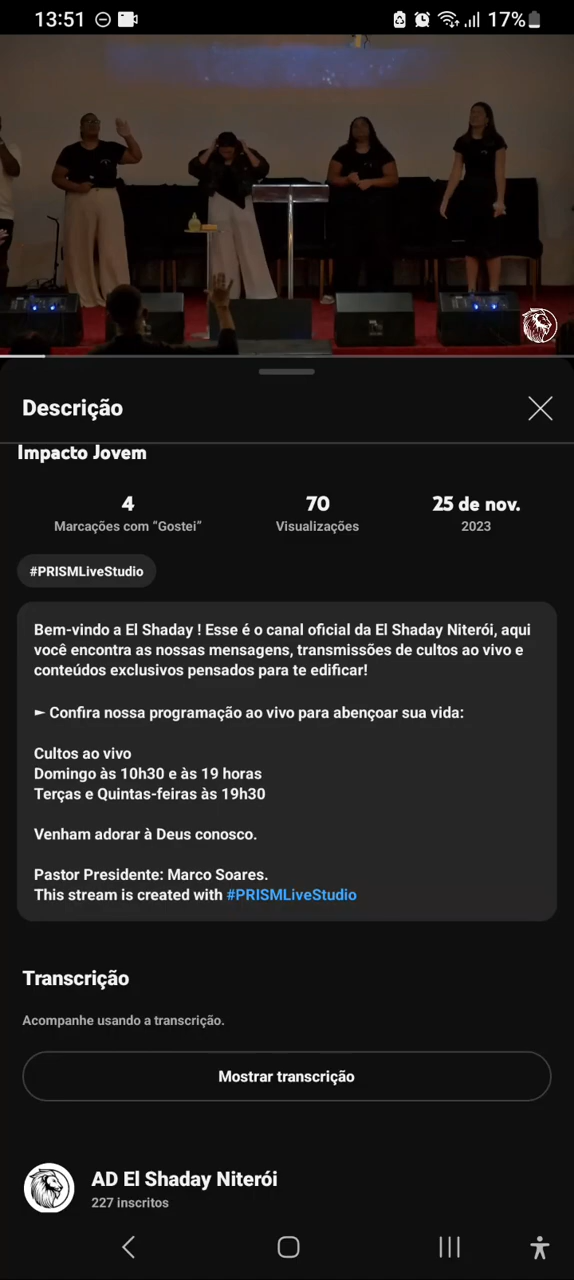 13:51
17%
Descrição
Impacto Jovem
4
70
25 de nov.
Marcações com “Gostei”
Visualizações
2023
#PRISMLiveStudio
Bem-vindo a El Shaday ! Esse é o canal oficial da El Shaday Niterói, aqui
você encontra as nossas mensagens, transmissões de cultos ao vivo e
conteúdos exclusivos pensados para te edificar!
► Confira nossa programação ao vivo para abençoar sua vida:
Cultos ao vivo
Domingo às 10h30 e às 19 horas
Terças e Quintas-feiras às 19h30
Venham adorar à Deus conosco.
Pastor Presidente: Marco Soares.
This stream is created with #PRISMLiveStudio
Transcrição
Acompanhe usando a transcrição.
Mostrar transcrição
AD El Shaday Niterói
227 inscritos